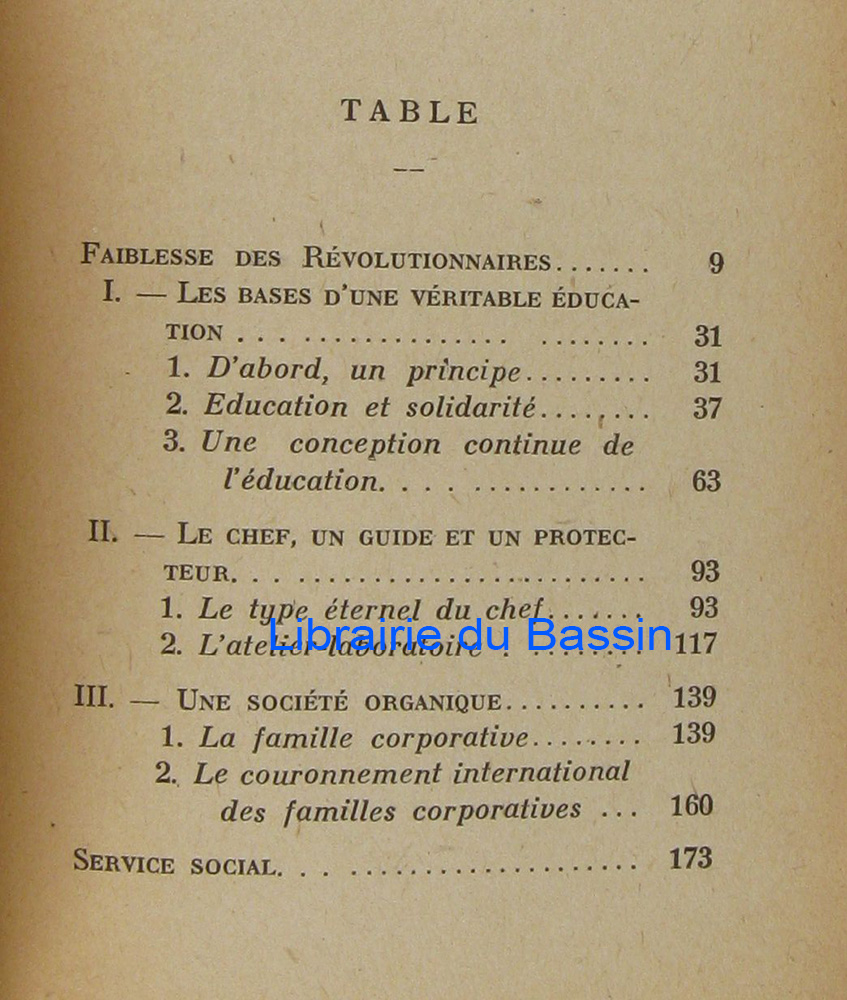 TABLE
—
FAIBLESSE DES RÉVOLUTIONNAIRES....... 9
I. — LES BASES D'UNE VÉRITABLE ÉDUCA-
TION ... ............... ........ 31
1. D'abord, un principe......... 31
2. Education et solidarité........ 37
3. Une conception continue de
l'éducation. . . . ............. 63
II. — LE CHEF, UN GUIDE ET UN PROTEC-
TEUR. . . ....................... 93
1. Le type éternel du chef....... 93
Librairie du Bassin
2. L'atelier-laboratoire . ........ 117
III. — UNE SOCIÉTÉ ORGANIQUE.......... 139
1. La famille corporative......... 139
2. Le couronnement international
des familles corporatives ... 160
SERVICE SOCIAL. . . ..................... 173